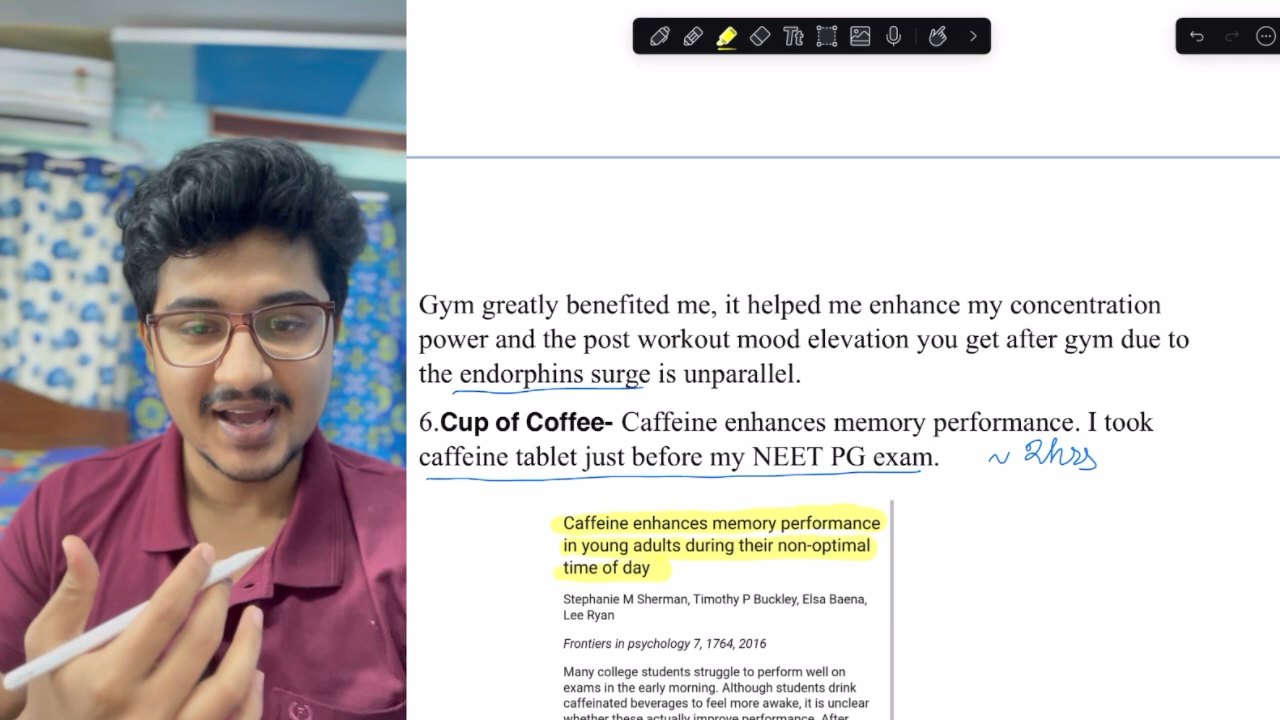 Tt
Gym greatly benefited me, it helped me enhance my concentration
power and the post workout mood elevation you get after gym due to
the endorphins surge is unparallel.
6.Cup of Coffee- Caffeine enhances memory performance. I took
caffeine tablet just before my NEET PG exam. ~ 2hrs
Caffeine enhances memory performance
in young adults during their non-optimal
time of day
Stephanie M Sherman, Timothy P Buckley, Elsa Baena,
Lee Ryan
Frontiers in psychology 7, 1764, 2016
Many college students struggle to perform well on
exams in the early morning. Although students drink
caffeinated beverages to feel more awake, it is unclear
whether these actually improve performance. After